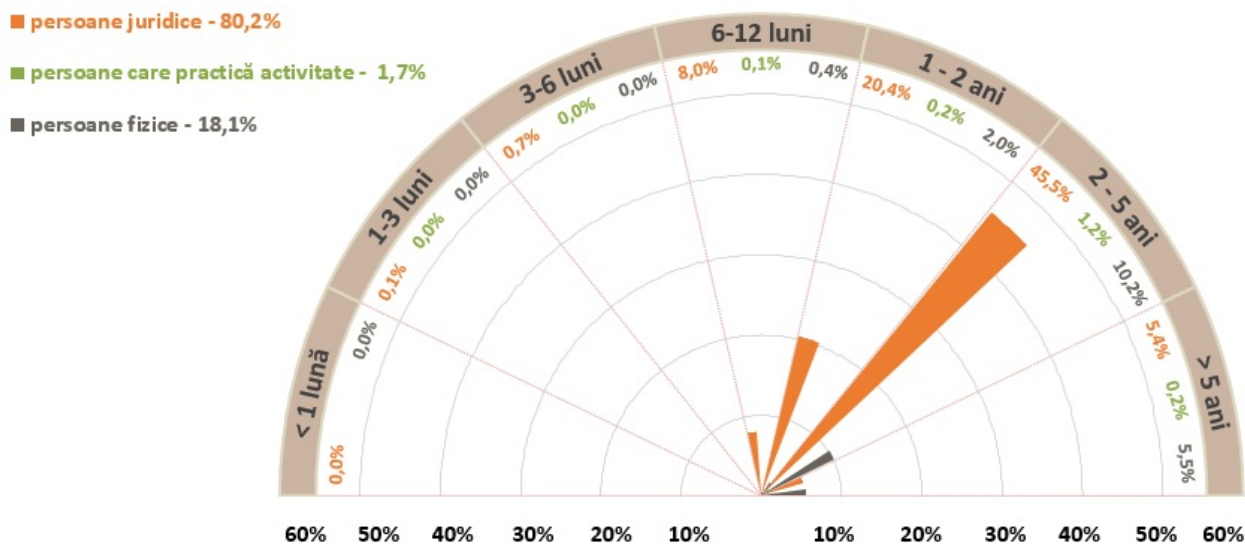 persoane juridice - 80,2%
persoane care practică activitate - 1,7%
persoane fizice - 18,1%
< 1 lună
0,0%
0,0%
1-3 luni
0,1%
0,0%
0,0%
3-6 luni
0,7%
0,0%
0,0%
6-12 luni
8,0%
0,1%
0,4%
1 - 2 ani
20,4%
0,2%
2,0%
2 - 5 ani
45,5%
1,2%
10,2%
> 5 ani
5,4%
0,2%
5,5%
60% 50% 40% 30% 20% 10% 10% 20% 30% 40% 50% 60%